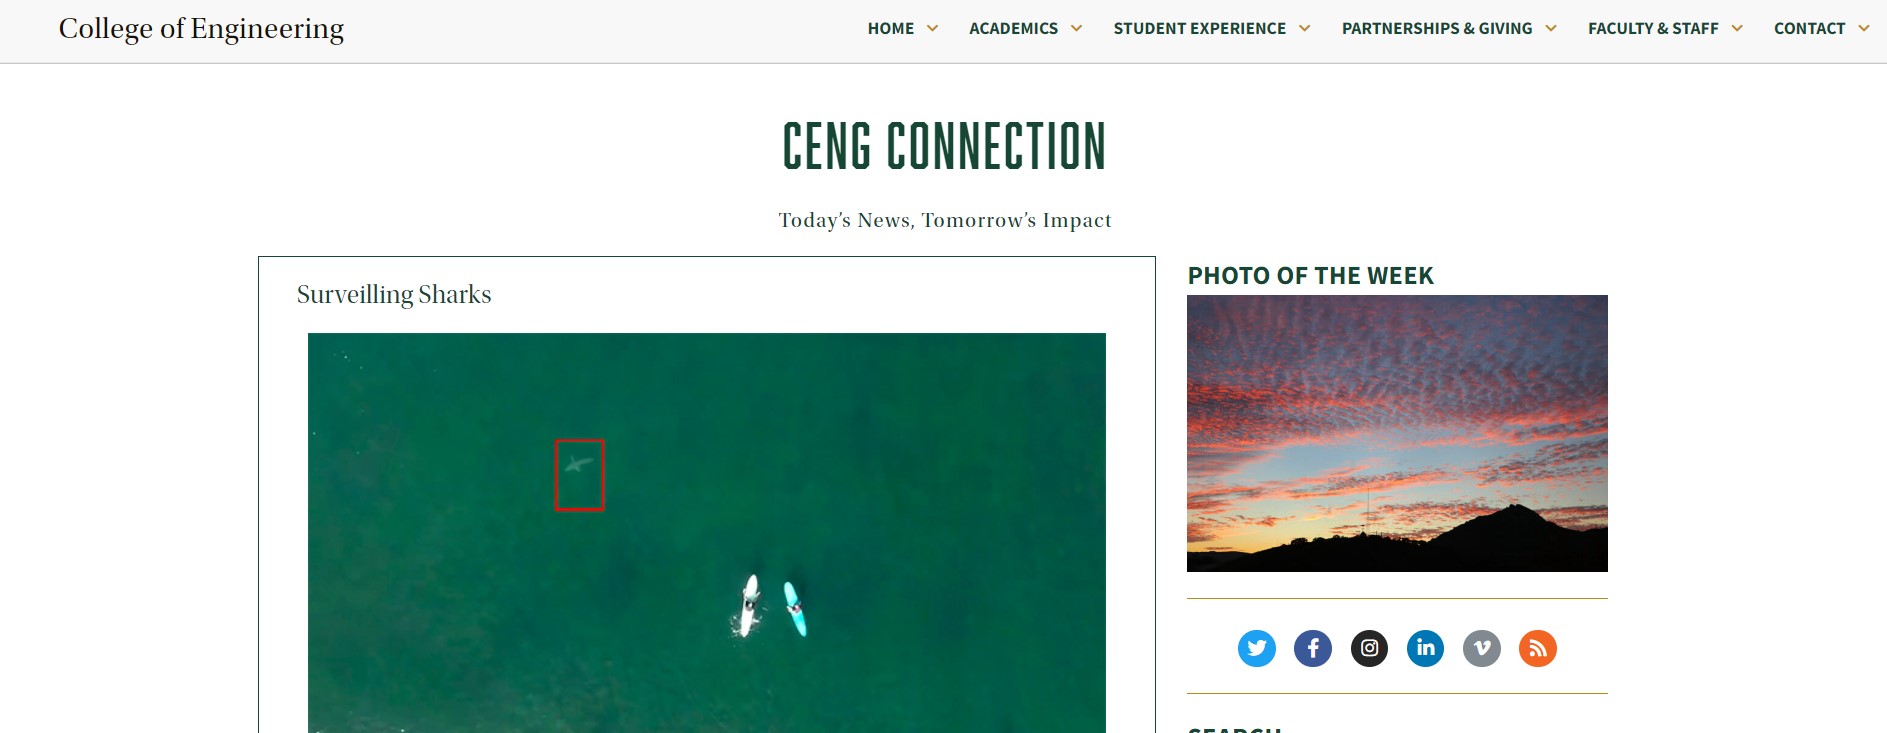 College of Engineering
HOME ACADEMICS STUDENT EXPERIENCE PARTNERSHIPS & GIVING FACULTY & STAFF CONTACT
CENG CONNECTION
Today’s News, Tomorrow’s Impact
Surveilling Sharks
PHOTO OF THE WEEK
SEARCH